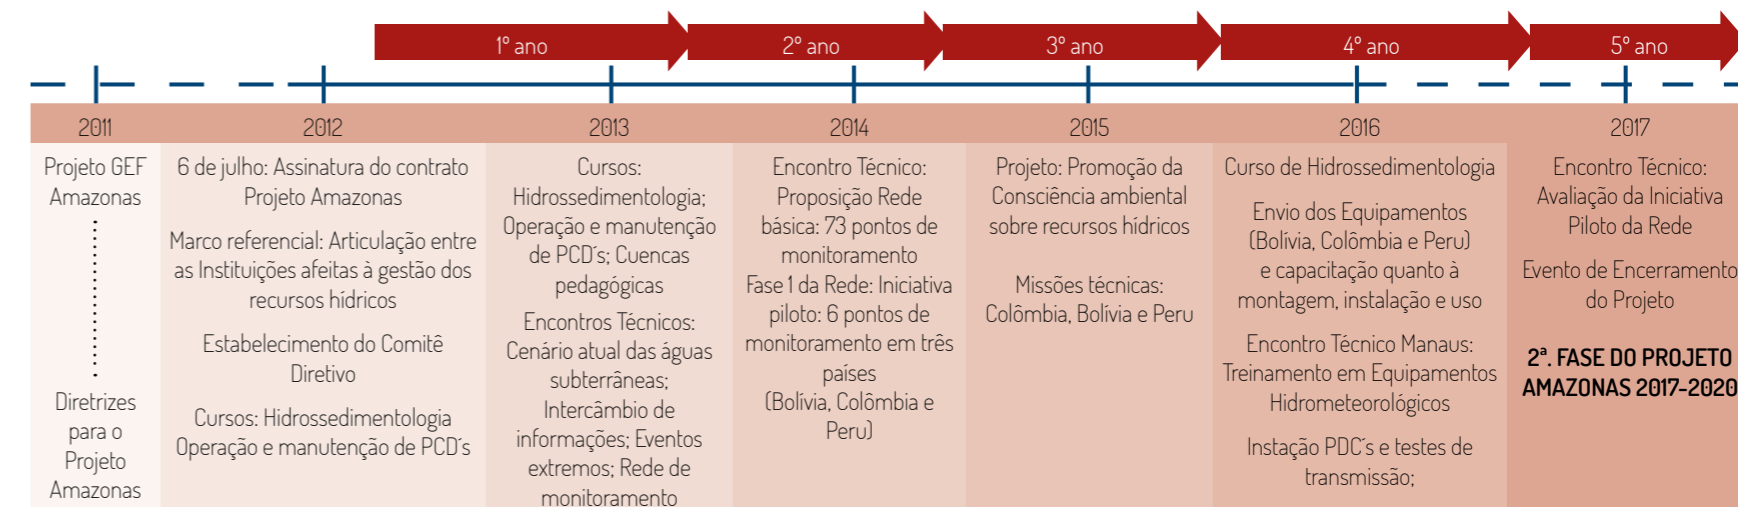 1º ano
2º ano
3º ano
4º ano
5º ano
2011
2012
2013
2014
2015
2016
2017
Projeto GEF
Amazonas
Diretrizes
para o
Projeto
Amazonas
6 de julho: Assinatura do contrato
Projeto Amazonas
Marco referencial: Articulação entre
as Instituições afeitas à gestão dos
recursos hídricos
Estabelecimento do Comitê
Diretivo
Cursos: Hidrossedimentologia
Operação e manutenção de PCD´s
Cursos:
Hidrossedimentologia;
Operação e manutenção
de PCD´s; Cuencas
pedagógicas
Encontros Técnicos:
Cenário atual das águas
subterrâneas;
Intercâmbio de
informações; Eventos
extremos; Rede de
monitoramento
Encontro Técnico:
Proposição Rede
básica: 73 pontos de
monitoramento
Fase 1 da Rede: Iniciativa
piloto: 6 pontos de
monitoramento em três
países
(Bolívia, Colômbia e
Peru)
Projeto: Promoção da
Consciência ambiental
sobre recursos hídricos
Missões técnicas:
Colômbia, Bolivia e Peru
Curso de Hidrossedimentologia
Envio dos Equipamentos
(Bolívia, Colômbia e Peru)
e capacitação quanto à
montagem, instalação e uso
Encontro Técnico Manaus:
Treinamento em Equipamentos
Hidrometeorológicos
Instação PDC´s e testes de
transmissão;
Encontro Técnico:
Avaliação da Iniciativa
Piloto da Rede
Evento de Encerramento
do Projeto
2ª. FASE DO PROJETO
AMAZONAS 2017-2020